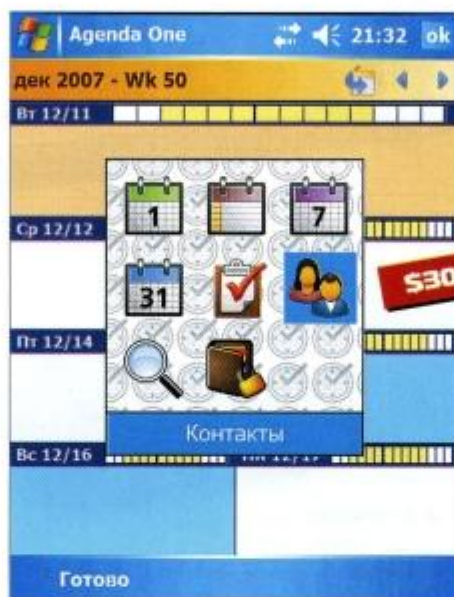 Agenda One 21:32 ok
дек 2007 - Wk 50
Вт 12/11
1
7
Ср 12/12
31
$30
Пт 12/14
Контакты
Вс 12/16
Готово